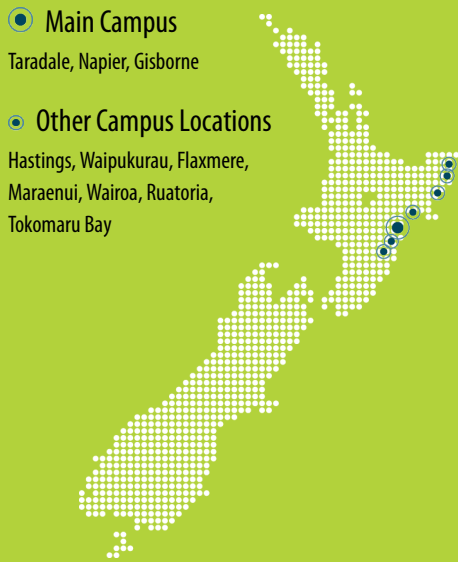 Main Campus
Taradale, Napier, Gisborne
Other Campus Locations
Hastings, Waipukurau, Flaxmere,
Maraenui, Wairoa, Ruatoria,
Tokomaru Bay